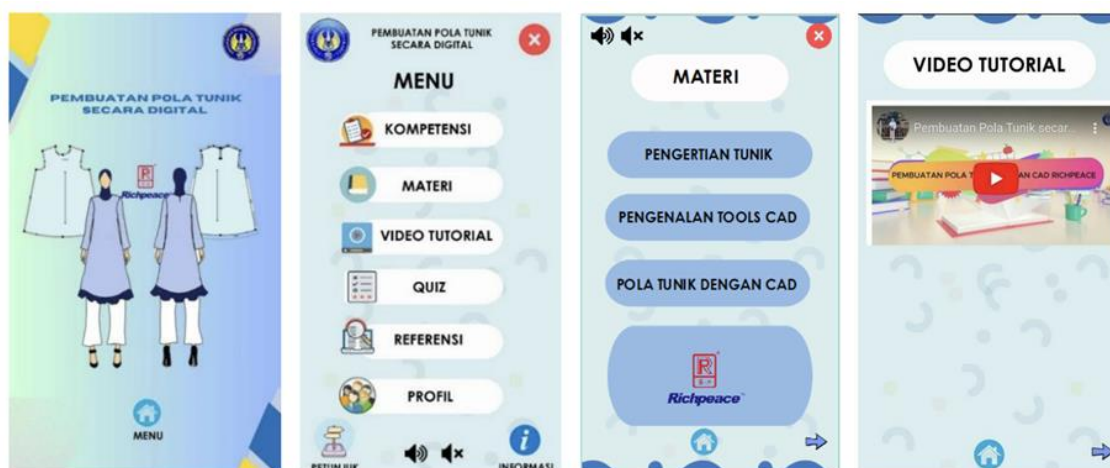 PEMBUATAN POLA TUNIK
SECARA DIGITAL
Richpeace
MENU
PEMBUATAN POLA TUNIK
SECARA DIGITAL
MENU
KOMPETENSI
MATERI
VIDEO TUTORIAL
QUIZ
REFERENSI
PROFIL
PETUNJUK
INFORMASI
MATERI
PENGERTIAN TUNIK
PENGENALAN TOOLS CAD
POLA TUNIK DENGAN CAD
R
Richpeace
VIDEO TUTORIAL
Pembuatan Pola Tunik secar...
PEMBUATAN POLA T AN CAD RICHPEACE